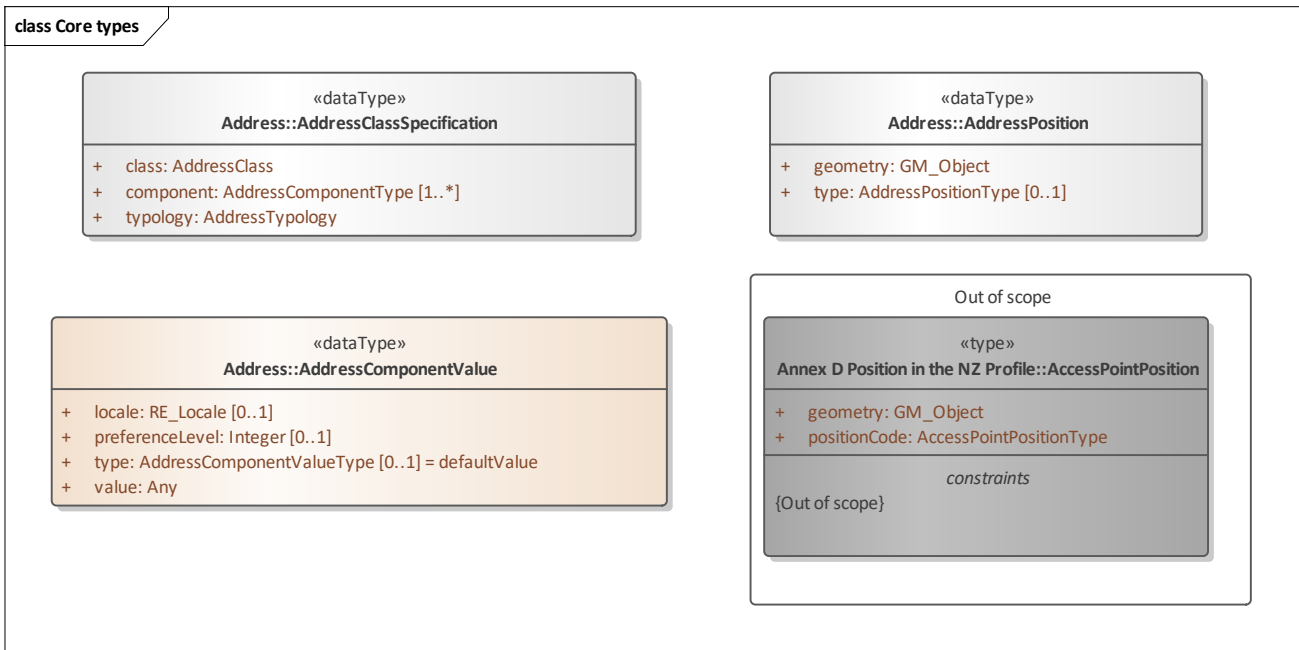 class Core types
«dataType»
Address::AddressClassSpecification
+ class: AddressClass
+ component: AddressComponentType [1..*]
+ typology: AddressTypology
«dataType»
Address::AddressPosition
+ geometry: GM_Object
+ type: AddressPositionType [0..1]
«dataType»
Address::AddressComponentValue
+ locale: RE_Locale [0..1]
+ preferenceLevel: Integer [0..1]
+ type: AddressComponentValueType [0..1] = defaultValue
+ value: Any
Out of scope
«type»
Annex D Position in the NZ Profile::AccessPointPosition
+ geometry: GM_Object
+ positionCode: AccessPointPositionType
constraints
{Out of scope}